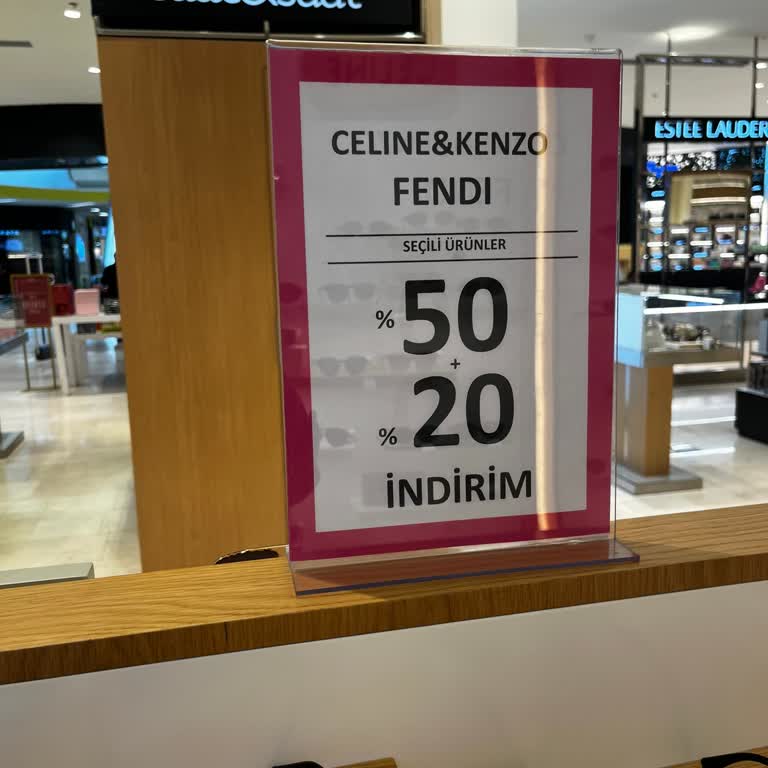 CELINE&KENZO
FENDI
SEÇİLİ ÜRÜNLER
%50
+
%20
İNDİRİM
ESTEE LAUDER